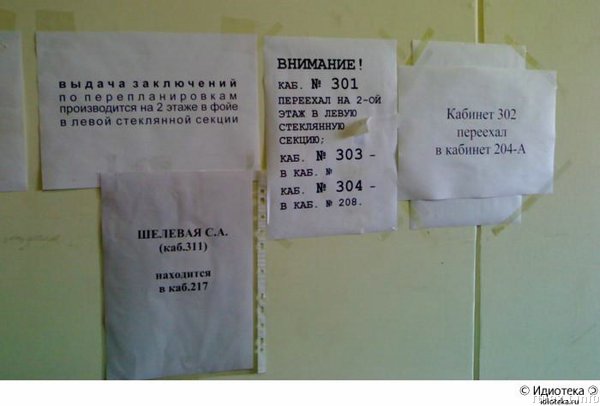 выдача заключений
по перепланировкам
производится на 2 этаже в фойе
в левой стеклянной секции
ВНИМАНИЕ!
КАБ. № 301
ПЕРЕЕХАЛ НА 2-ОЙ
ЭТАЖ В ЛЕВУЮ
СТЕКЛЯННУЮ
СЕКЦИЮ;
КАБ. № 303 -
В КАБ. №
КАБ. № 304 -
В КАБ. № 208.
Кабинет 302
переехал
в кабинет 204-А
ШЕЛЕВАЯ С.А.
(каб.311)
находится
в каб.217
© Идиотека
idioteka.ru